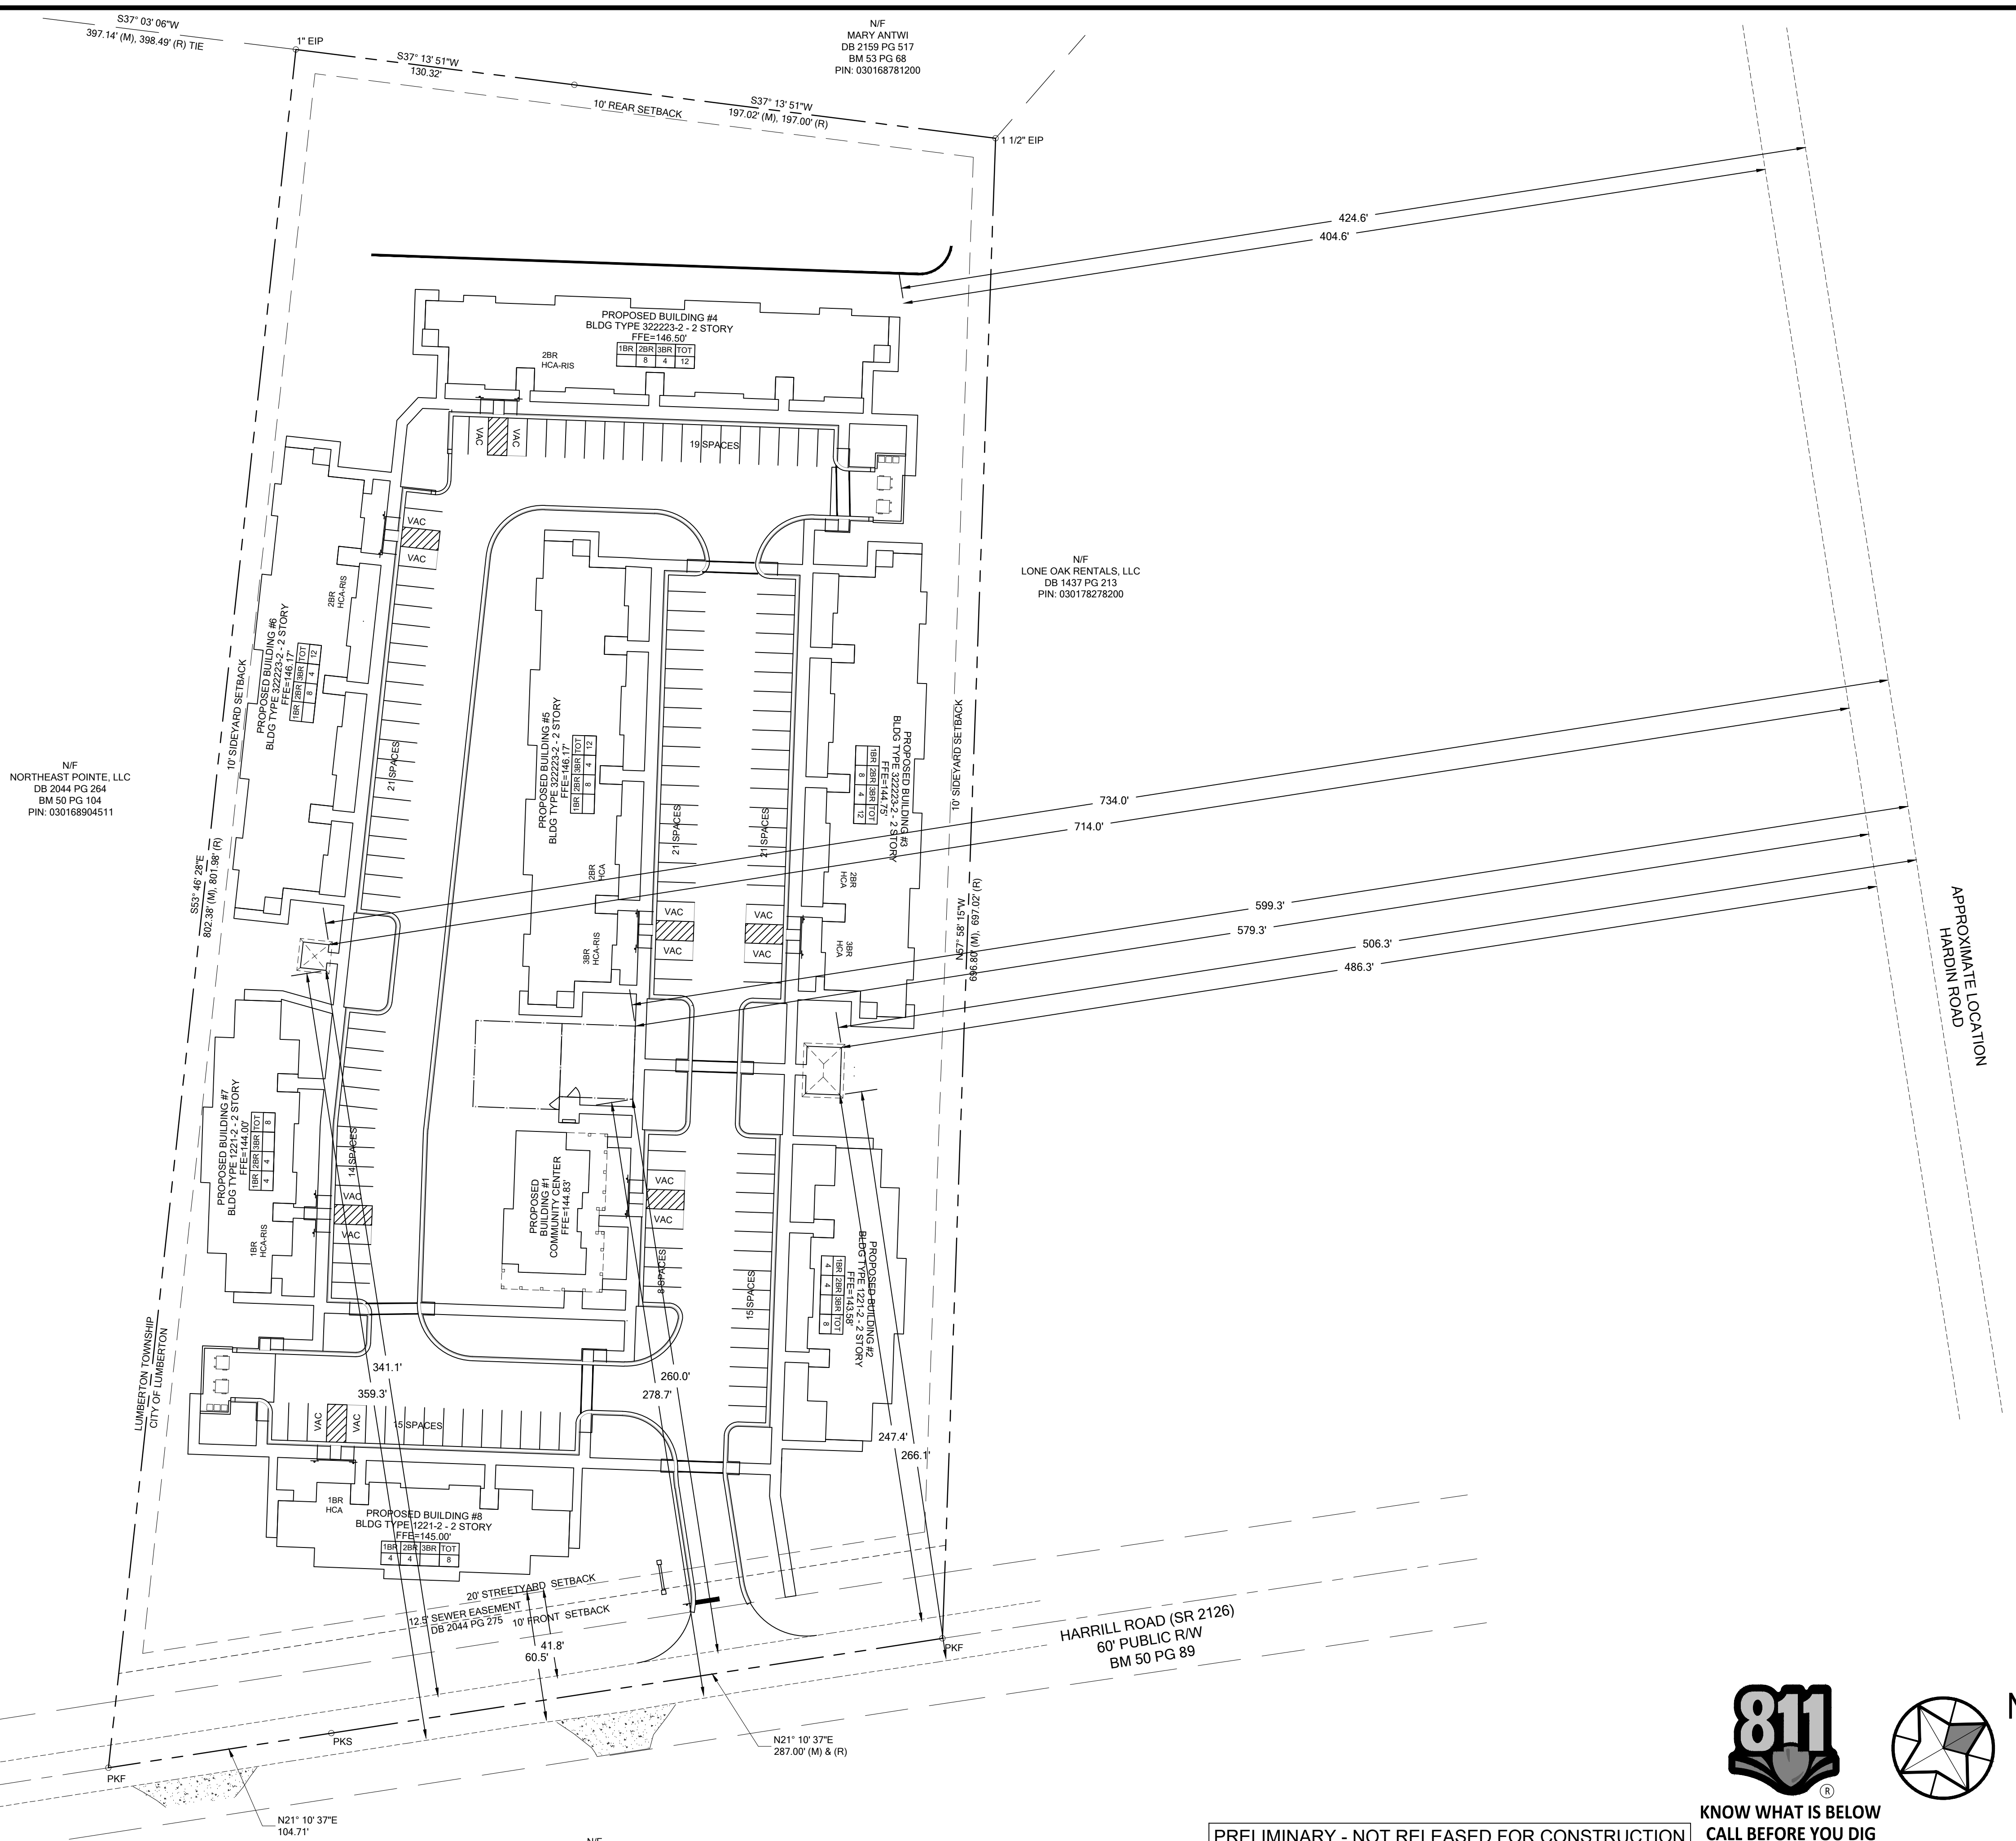 S37° 03' 06"W
397.14' (M), 398.49' (R) TIE
1" EIP
S37° 13' 51"W
130.32'
10' REAR SETBACK
S37° 13' 51"W
197.02' (M), 197.00' (R)
1 1/2" EIP
N/F
MARY ANTWI
DB 2159 PG 517
BM 53 PG 68
PIN: 030168781200
424.6'
404.6'
PROPOSED BUILDING #4
BLDG TYPE 322223-2 - 2 STORY
FFE=146.50'
1BR 2BR 3BR TOT
8 4 12
2BR
HCA-RIS
VAC
VAC
19 SPACES
VAC
VAC
2BR
HCA-RIS
PROPOSED BUILDING #6
BLDG TYPE 322223-2 - 2 STORY
FFE=146.17'
1BR 2BR 3BR TOT
8 4 12
10' SIDEYARD SETBACK
21 SPACES
N/F
NORTHEAST POINTE, LLC
DB 2044 PG 264
BM 50 PG 104
PIN: 030168904511
S53° 46' 28"E
802.38' (M), 801.98' (R)
PROPOSED BUILDING #5
BLDG TYPE 322223-2 - 2 STORY
FFE=146.17'
1BR 2BR 3BR TOT
8 4 12
2BR
HCA
3BR
HCA-RIS
21 SPACES
VAC
VAC
21 SPACES
VAC
VAC
PROPOSED BUILDING #3
BLDG TYPE 322223-2 - 2 STORY
FFE=144.75'
1BR 2BR 3BR TOT
8 4 12
2BR
HCA
3BR
HCA
10' SIDEYARD SETBACK
N/F
LONE OAK RENTALS, LLC
DB 1437 PG 213
PIN: 030178278200
N57° 58' 15"W
696.80' (M), 697.02' (R)
734.0'
714.0'
599.3'
579.3'
506.3'
486.3'
APPROXIMATE LOCATION
HARDIN ROAD
PROPOSED BUILDING #7
BLDG TYPE 1221-2 - 2 STORY
FFE=144.00'
1BR 2BR 3BR TOT
4 4 8
1BR
HCA-RIS
14 SPACES
VAC
VAC
PROPOSED
BUILDING #1
COMMUNITY CENTER
FFE=144.83'
VAC
VAC
8 SPACES
15 SPACES
PROPOSED BUILDING #2
BLDG TYPE 1221-2 - 2 STORY
FFE=143.58'
1BR 2BR 3BR TOT
4 4 8
LUMBERTON TOWNSHIP
CITY OF LUMBERTON
341.1'
359.3'
260.0'
278.7'
247.4'
266.1'
VAC
VAC
15 SPACES
1BR
HCA
PROPOSED BUILDING #8
BLDG TYPE 1221-2 - 2 STORY
FFE=145.00'
1BR 2BR 3BR TOT
4 4 8
20' STREETYARD SETBACK
12.5' SEWER EASEMENT
DB 2044 PG 275
10' FRONT SETBACK
41.8'
60.5'
HARRILL ROAD (SR 2126)
60' PUBLIC R/W
BM 50 PG 89
PKF
PKS
PKF
N21° 10' 37"E
287.00' (M) & (R)
N21° 10' 37"E
104.71'
N/F
811
R
KNOW WHAT IS BELOW
CALL BEFORE YOU DIG
N
PRELIMINARY - NOT RELEASED FOR CONSTRUCTION